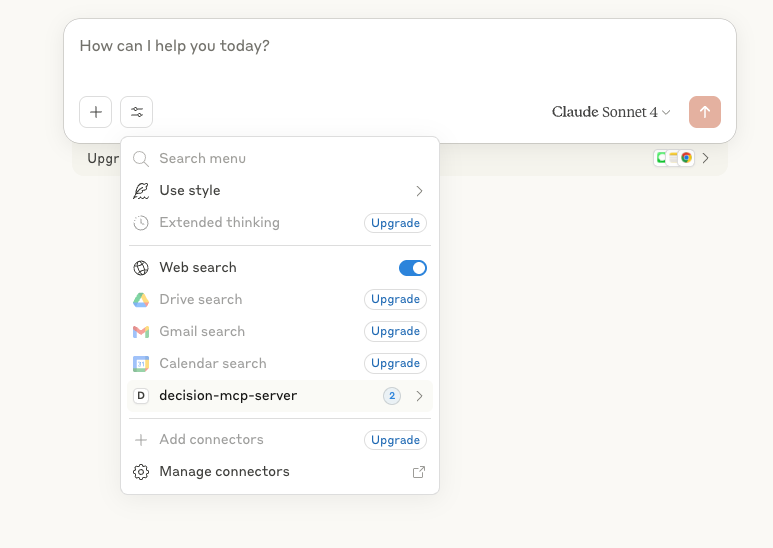 How can I help you today?
Claude Sonnet 4
Upgr
Search menu
Use style
Extended thinking Upgrade
Web search
Drive search Upgrade
Gmail search Upgrade
31 Calendar search Upgrade
D decision-mcp-server 2
Add connectors Upgrade
Manage connectors